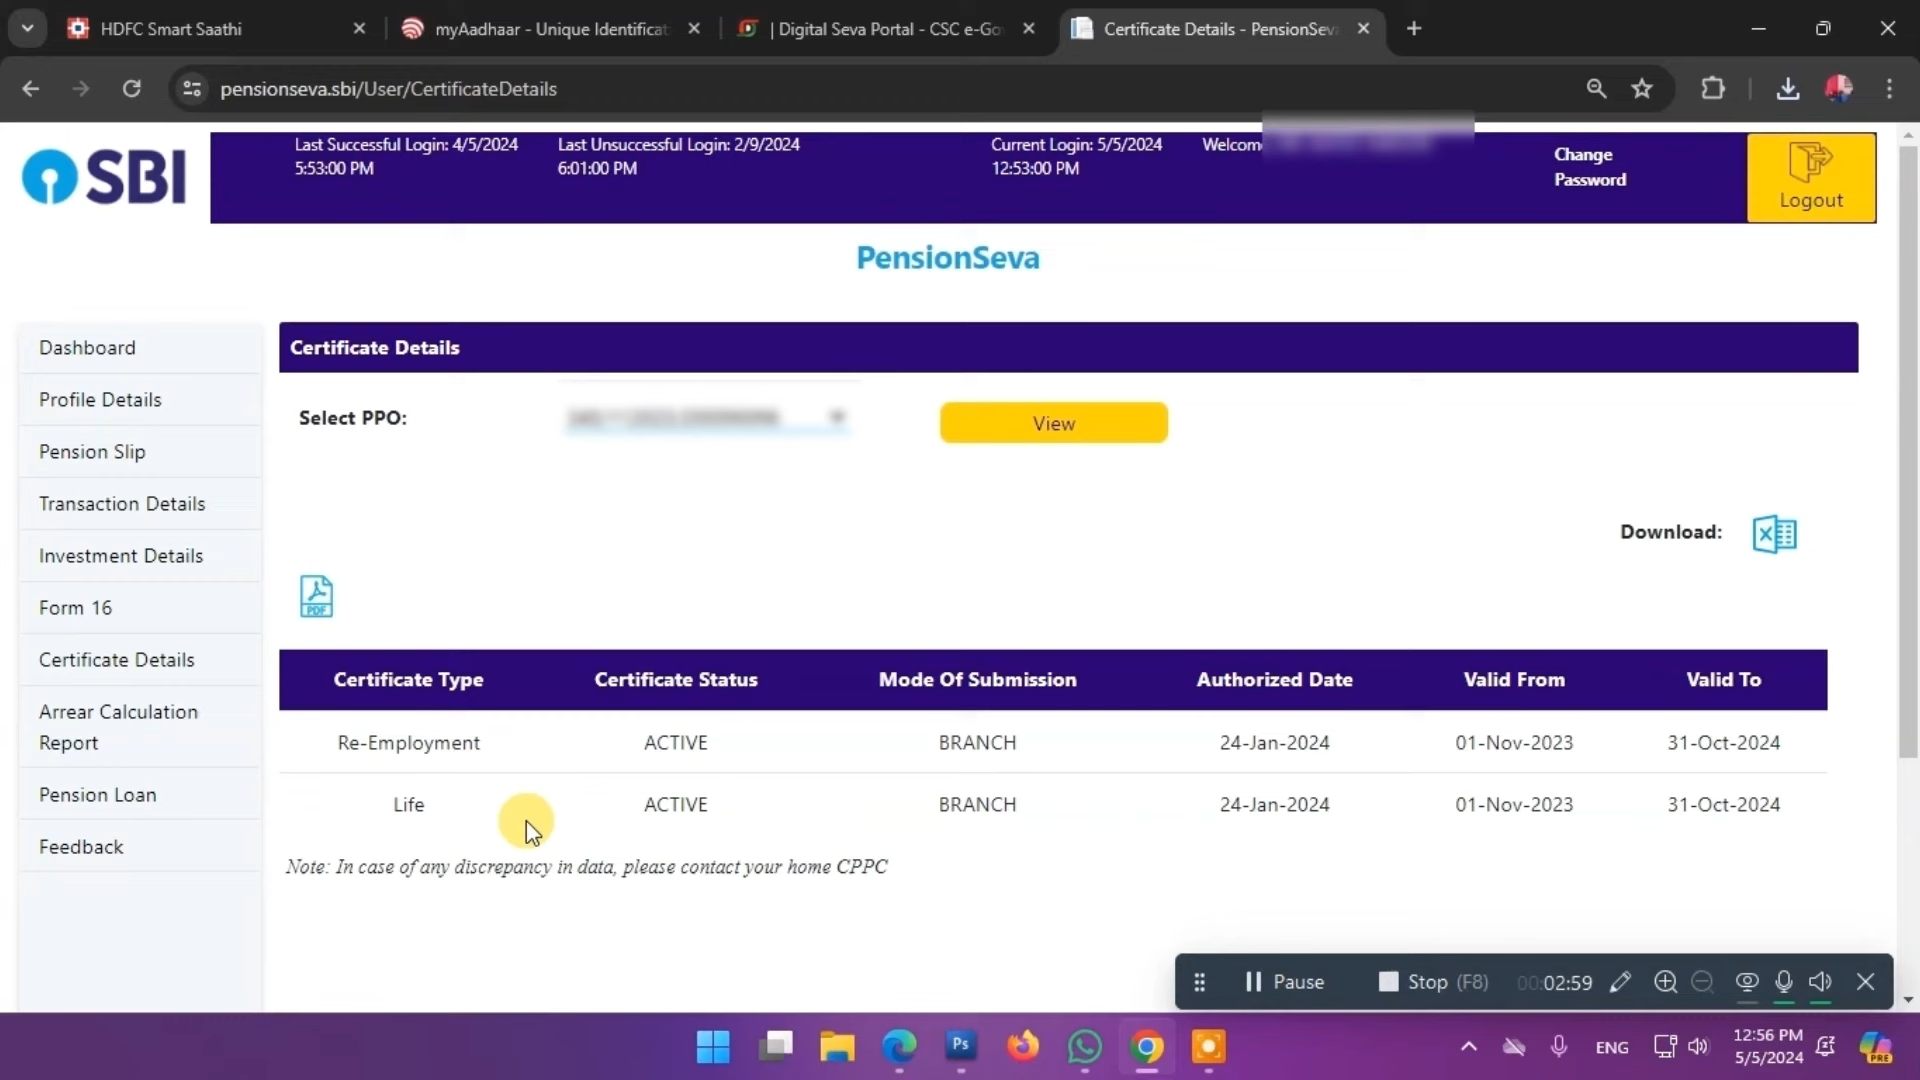 HDFC Smart Saathi
myAadhaar - Unique Identificat
| Digital Seva Portal - CSC e-Go
Certificate Details - PensionSeva
pensionseva.sbi/User/CertificateDetails
SBI
Last Successful Login: 4/5/2024
5:53:00 PM
Last Unsuccessful Login: 2/9/2024
6:01:00 PM
Current Login: 5/5/2024
12:53:00 PM
Welcom
Change
Password
Logout
PensionSeva
Dashboard
Profile Details
Pension Slip
Transaction Details
Investment Details
Form 16
Certificate Details
Arrear Calculation
Report
Pension Loan
Feedback
Certificate Details
Select PPO:
View
Download:
PDF
Certificate Type Certificate Status Mode Of Submission Authorized Date Valid From Valid To
Re-Employment ACTIVE BRANCH 24-Jan-2024 01-Nov-2023 31-Oct-2024
Life ACTIVE BRANCH 24-Jan-2024 01-Nov-2023 31-Oct-2024
Note: In case of any discrepancy in data, please contact your home CPPC
Pause Stop (F8) 00:02:59
Ps
ENG
12:56 PM
5/5/2024
PRE